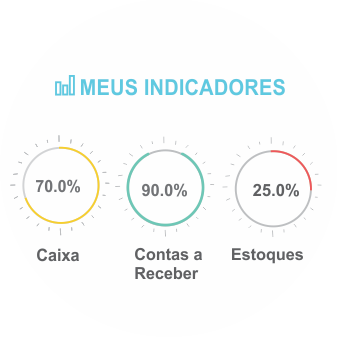 MEUS INDICADORES
70.0%
90.0%
25.0%
Caixa
Contas a
Receber
Estoques